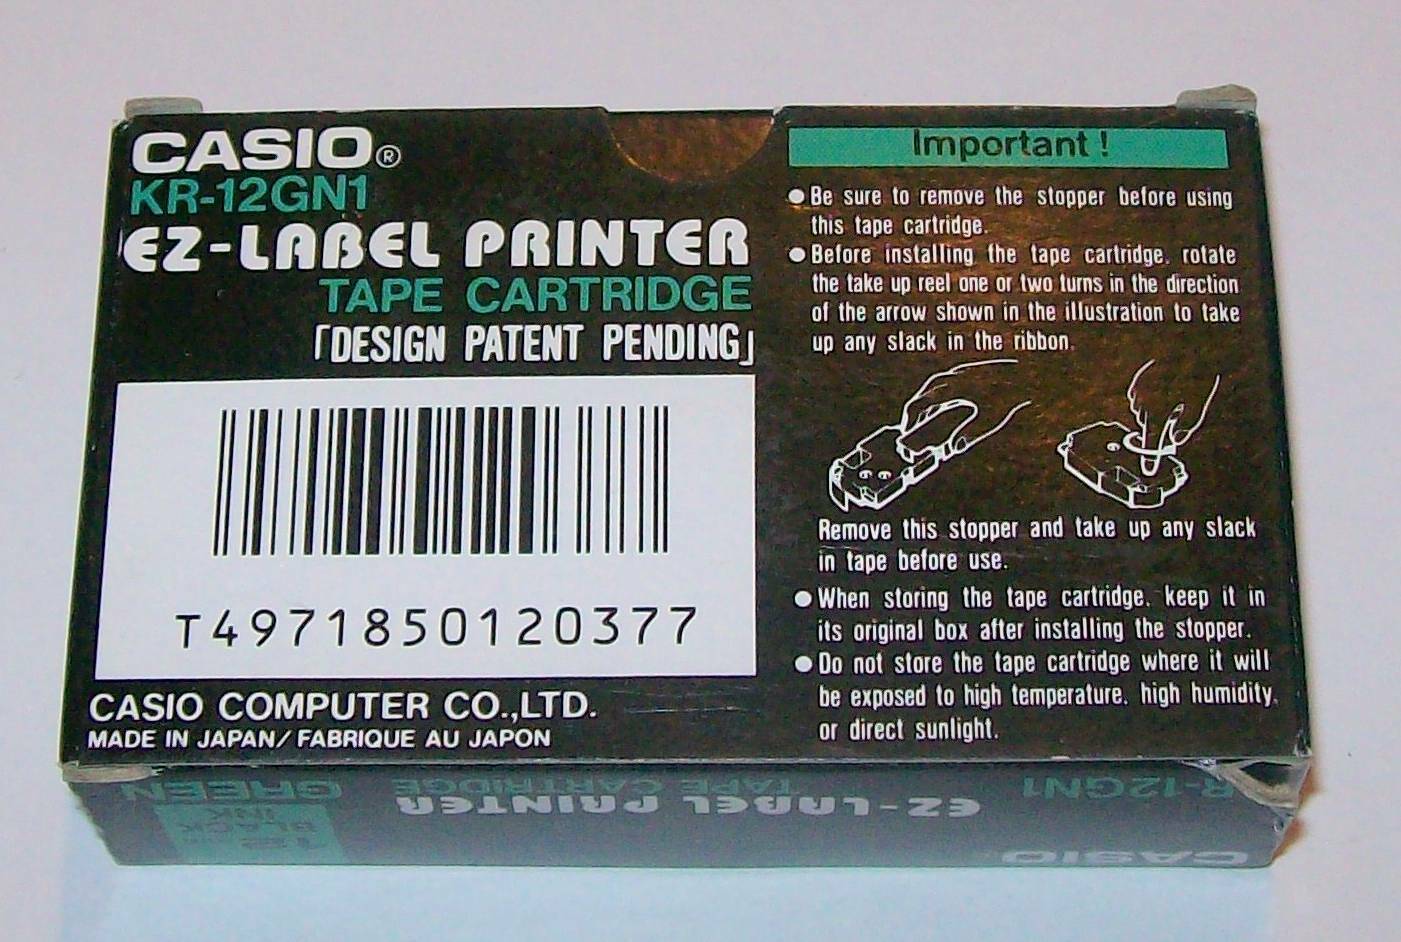 CASIO®
KR-12GN1
EZ-LABEL PRINTER
TAPE CARTRIDGE
「DESIGN PATENT PENDING」
T4971850120377
CASIO COMPUTER CO.,LTD.
MADE IN JAPAN/FABRIQUE AU JAPON
Important!
● Be sure to remove the stopper before using
this tape cartridge.
● Before installing the tape cartridge, rotate
the take up reel one or two turns in the direction
of the arrow shown in the illustration to take
up any slack in the ribbon.
Remove this stopper and take up any slack
in tape before use.
● When storing the tape cartridge, keep it in
its original box after installing the stopper.
● Do not store the tape cartridge where it will
be exposed to high temperature, high humidity,
or direct sunlight.
CASIO
R-12GN1
EZ-LABEL PRINTER
TAPE CARTRIDGE
GREEN
BLACK
INK
12